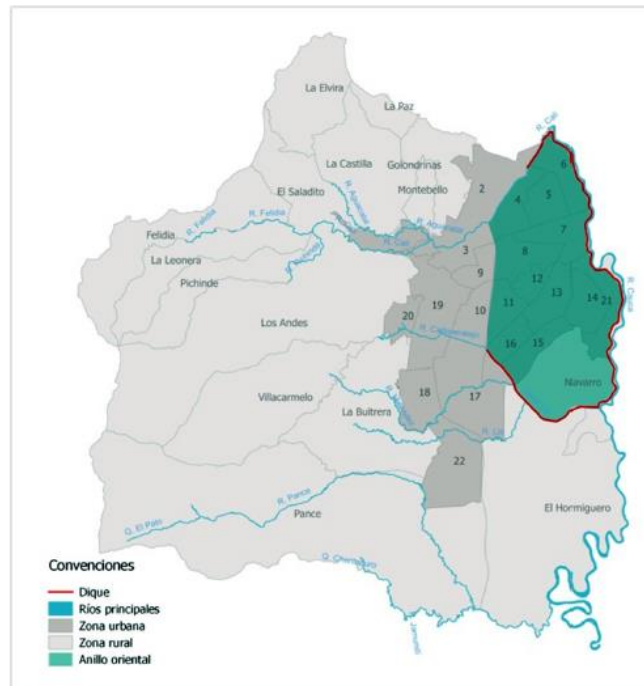 La Elvira
La Paz
R. Cali
La Castilla
Golondrinas
6
El Saladito
Montebello
2
R. Aguacatal
4
5
R. Felidia
R. Felidia
R. Aguacatal
7
Felidia
R. Cali
3
8
La Leonera
R. Pichinde
9
12
R. Cauca
Pichinde
13
14
21
20
19
10
11
Los Andes
R. Cañaveralejo
16
15
Navarro
Villacarmelo
18
17
La Buitrera
R. Lili
22
R. Pance
El Hormiguero
Q. El Pato
Pance
Convenciones
R. Jamundi
Dique
Ríos principales
Zona urbana
Zona rural
Anillo oriental